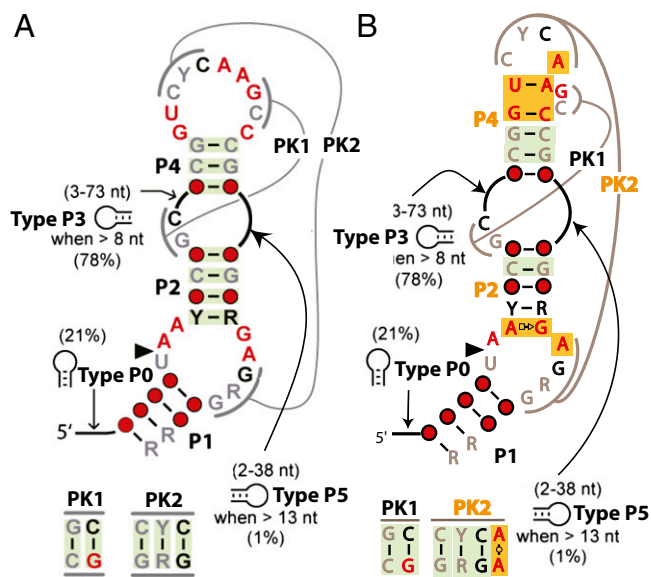 A
C Y C A A G C C
C U G
G – C
C – G
P4
PK1 PK2
(3-73 nt)
Type P3
when > 8 nt
(78%)
C
G
C – G
P2
Y – R
A
A
U
G
A
G
R
G
(21%)
Type P0
5'
R R
P1
(2-38 nt)
Type P5
when > 13 nt
(1%)
PK1 PK2
G C C Y C
C G G R G
B
C Y C
A
U – A G
G – C C
P4
G – C
C – G
PK1
PK2
3-73 nt)
Type P3
en > 8 nt
(78%)
C
G
C – G
P2
Y – R
A G
A
A
U
G
R
G
(21%)
Type P0
5'
R R
P1
(2-38 nt)
Type P5
when > 13 nt
(1%)
PK1 PK2
G C C Y C A
C G G R G A